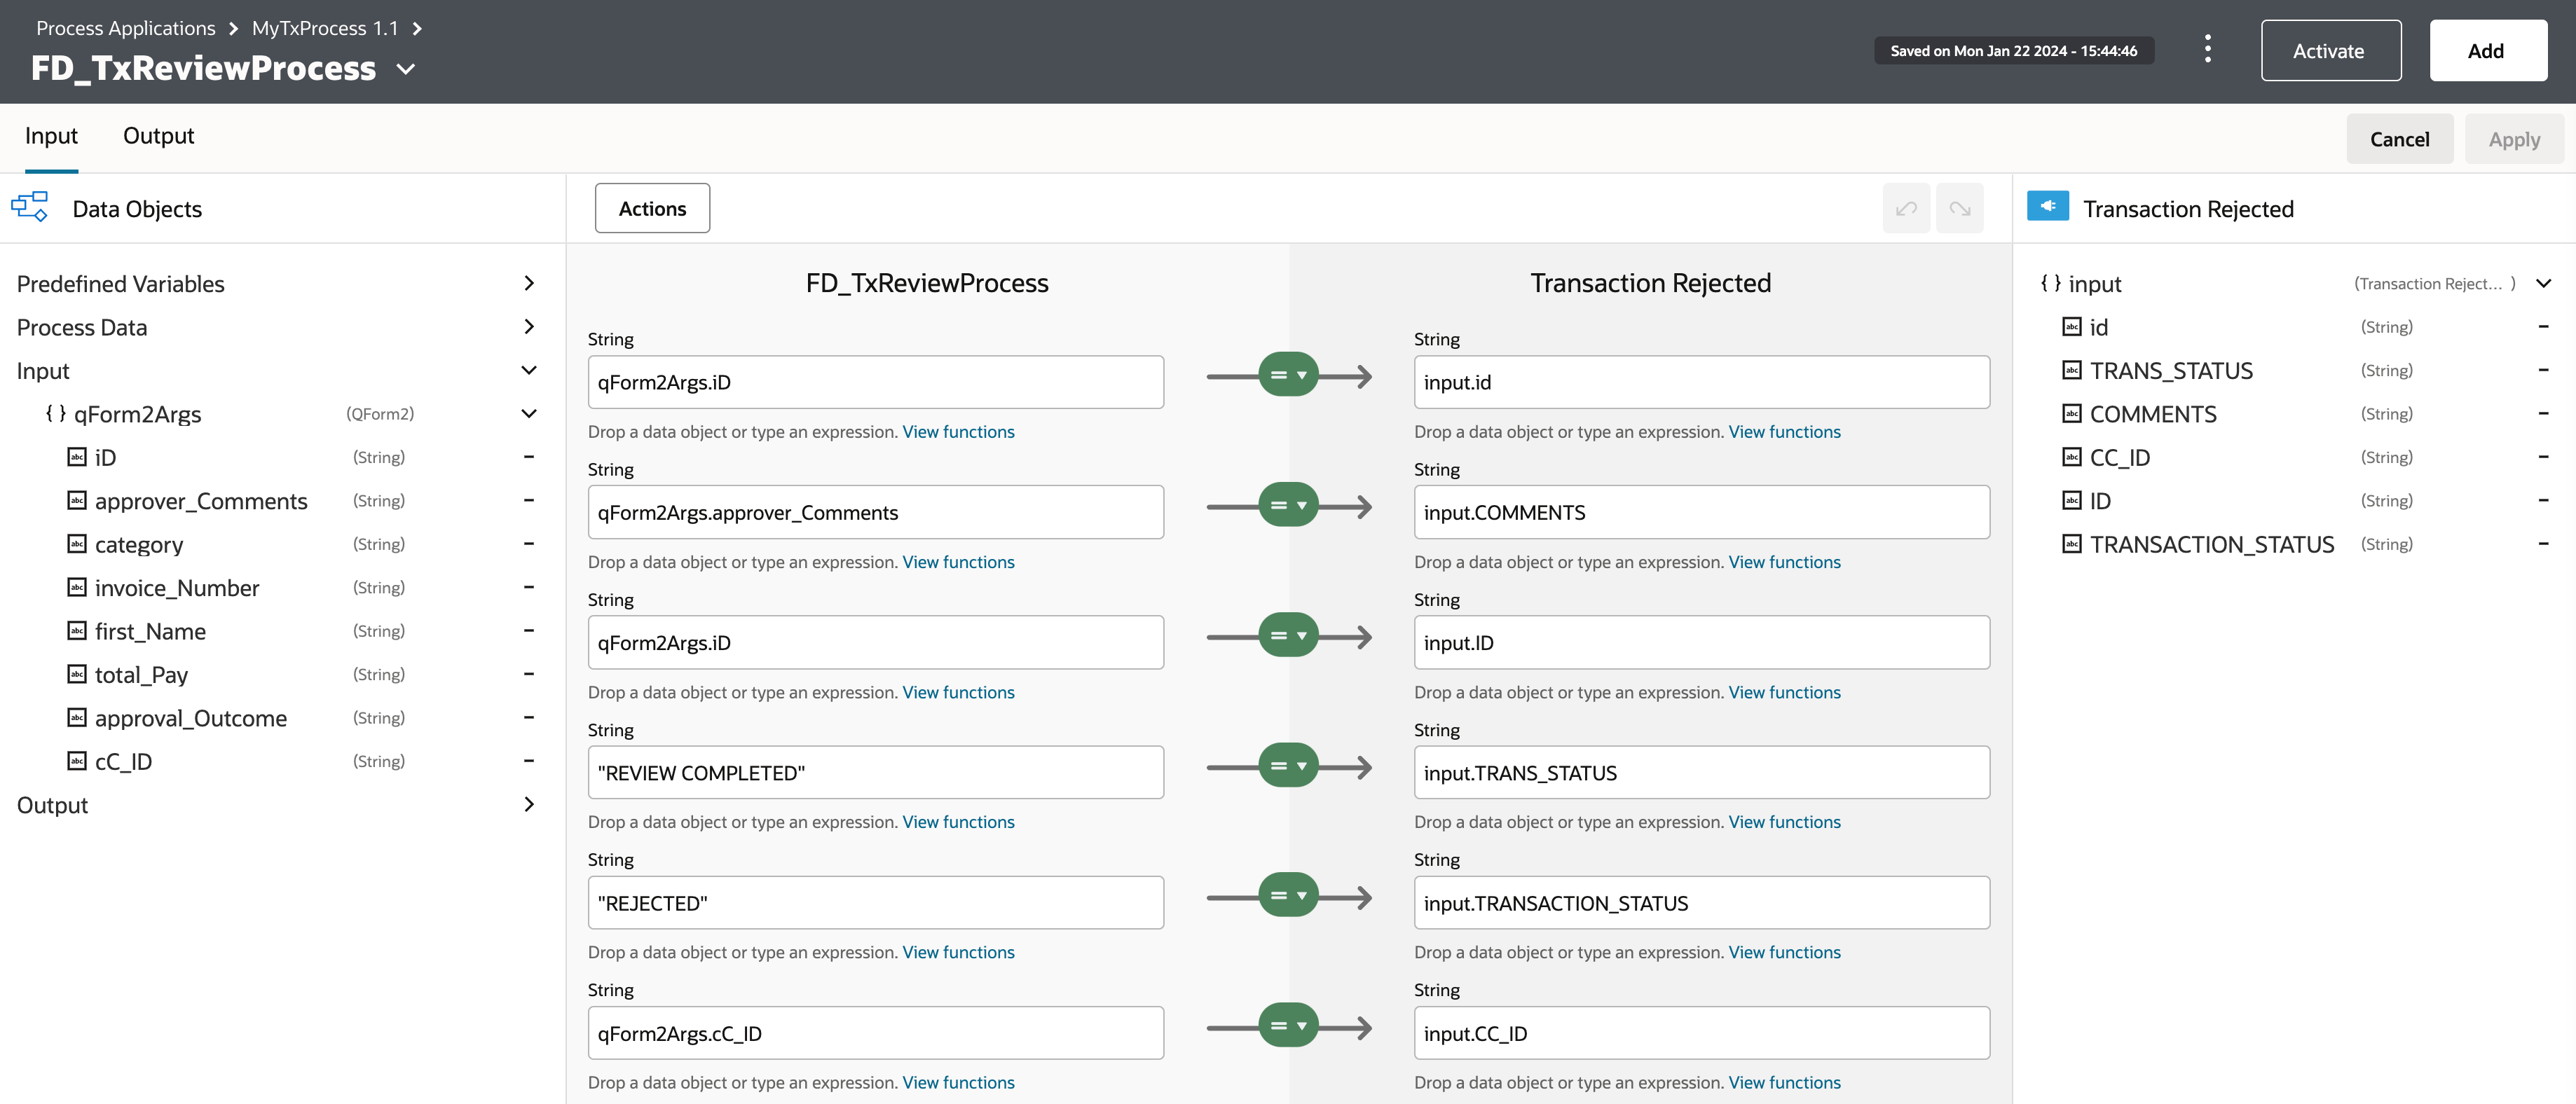 Process Applications > MyTxProcess 1.1 >
FD_TxReviewProcess
Saved on Mon Jan 22 2024 - 15:44:46
Activate
Add
Input
Output
Cancel
Apply
Data Objects
Predefined Variables
Process Data
Input
{ } qForm2Args (QForm2)
iD (String)
approver_Comments (String)
category (String)
invoice_Number (String)
first_Name (String)
total_Pay (String)
approval_Outcome (String)
cC_ID (String)
Output
Actions
FD_TxReviewProcess
Transaction Rejected
String
String
qForm2Args.iD
=
input.id
Drop a data object or type an expression. View functions
Drop a data object or type an expression. View functions
String
String
qForm2Args.approver_Comments
=
input.COMMENTS
Drop a data object or type an expression. View functions
Drop a data object or type an expression. View functions
String
String
qForm2Args.iD
=
input.ID
Drop a data object or type an expression. View functions
Drop a data object or type an expression. View functions
String
String
"REVIEW COMPLETED"
=
input.TRANS_STATUS
Drop a data object or type an expression. View functions
Drop a data object or type an expression. View functions
String
String
"REJECTED"
=
input.TRANSACTION_STATUS
Drop a data object or type an expression. View functions
Drop a data object or type an expression. View functions
String
String
qForm2Args.cC_ID
=
input.CC_ID
Drop a data object or type an expression. View functions
Drop a data object or type an expression. View functions
Transaction Rejected
{ } input (Transaction Reject... )
id (String)
TRANS_STATUS (String)
COMMENTS (String)
CC_ID (String)
ID (String)
TRANSACTION_STATUS (String)